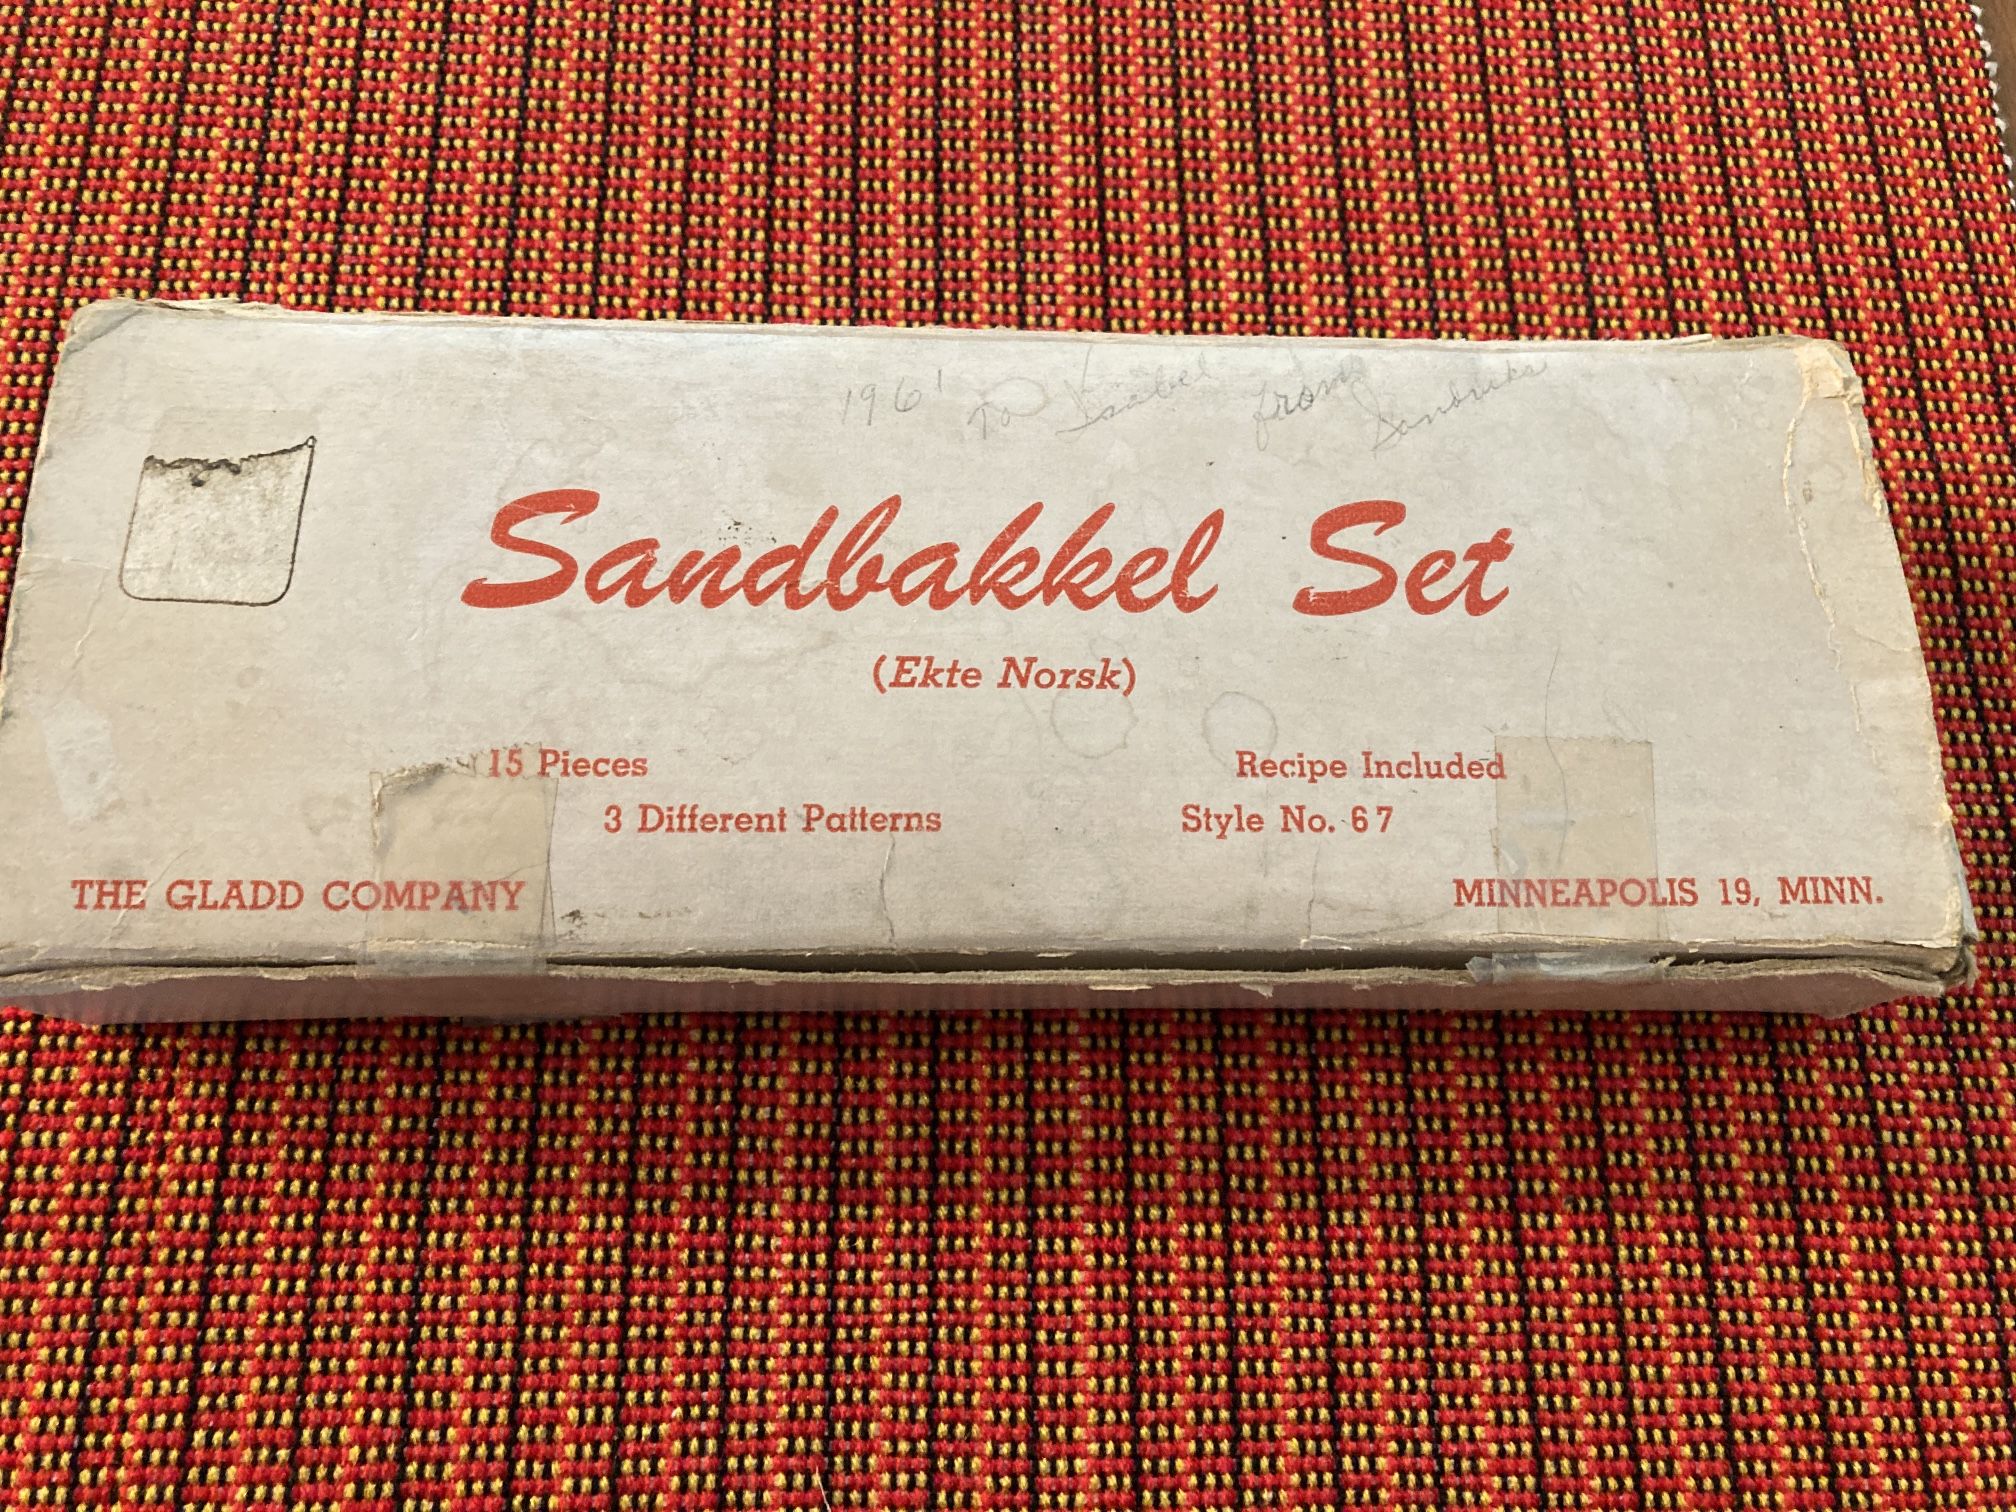 1961 To Isabel from
Sandbakkel Set
(Ekte Norsk)
15 Pieces Recipe Included
3 Different Patterns Style No. 67
THE GLADD COMPANY MINNEAPOLIS 19, MINN.